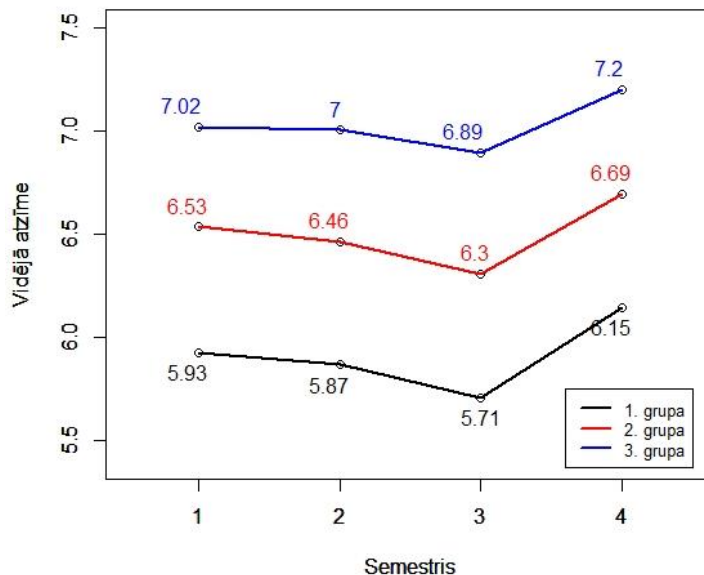 7.5
7.0
6.5
6.0
5.5
Vidējā atzīme
7.02
7
6.89
7.2
6.53
6.46
6.3
6.69
5.93
5.87
5.71
6.15
1. grupa
2. grupa
3. grupa
1 2 3 4
Semestris